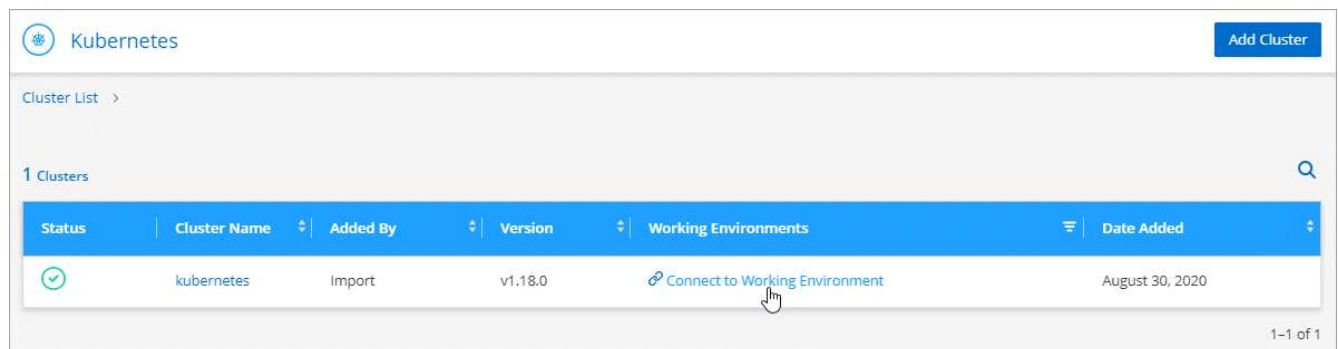 Kubernetes
Add Cluster
Cluster List >
1 Clusters
Status Cluster Name Added By Version Working Environments Date Added
kubernetes Import v1.18.0 Connect to Working Environment August 30, 2020
1–1 of 1